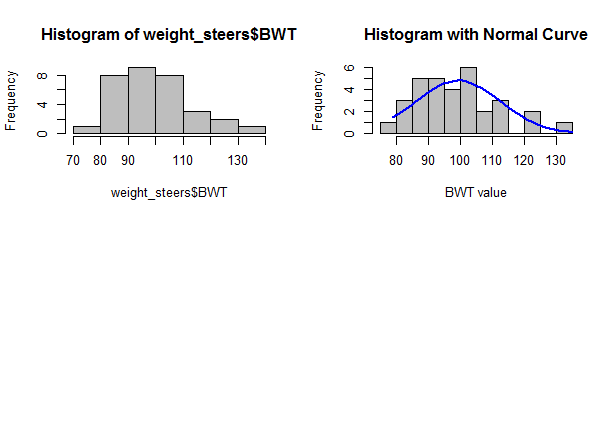 Histogram of weight_steers$BWT
Frequency
0 4 8
70 80 90 110 130
weight_steers$BWT
Histogram with Normal Curve
Frequency
0 2 4 6
80 90 100 110 120 130
BWT value